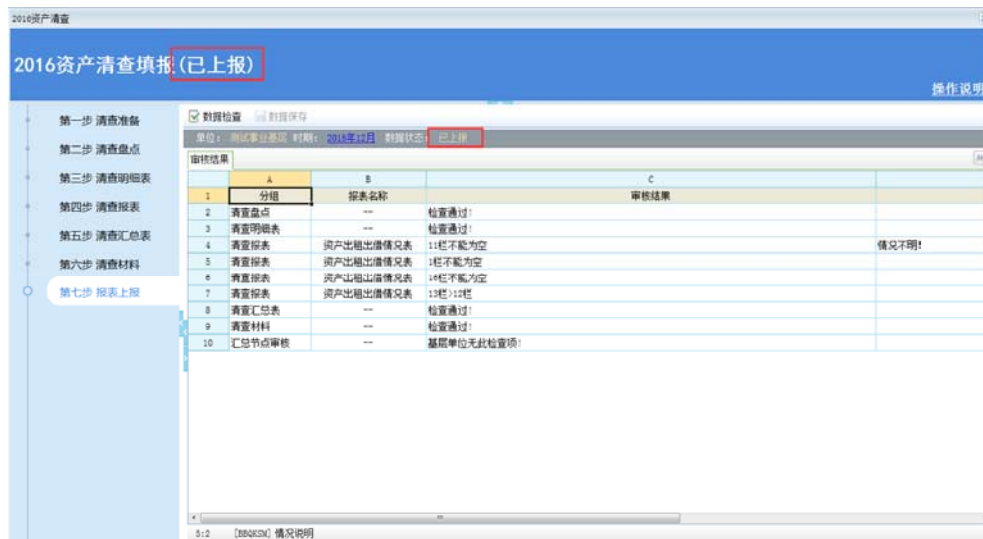 2016资产清查
2016资产清查填报(已上报)
操作说明
第一步 清查准备
第二步 清查盘点
第三步 清查明细表
第四步 清查报表
第五步 清查汇总表
第六步 清查材料
第七步 报表上报
数据检查 数据保存
单位: 测试事业基层 时期: 2015年12月 数据状态: 已上报
审核结果
A B C
1 分组 报表名称 审核结果
2 清查盘点 -- 检查通过!
3 清查明细表 -- 检查通过!
4 清查报表 资产出租出借情况表 11栏不能为空 情况不明!
5 清查报表 资产出租出借情况表 1栏不能为空
6 清查报表 资产出租出借情况表 16栏不能为空
7 清查报表 资产出租出借情况表 13栏>12栏
8 清查汇总表 -- 检查通过!
9 清查材料 -- 检查通过!
10 汇总节点审核 -- 基层单位无此检查项!
5:2 [BBQKSM] 情况说明